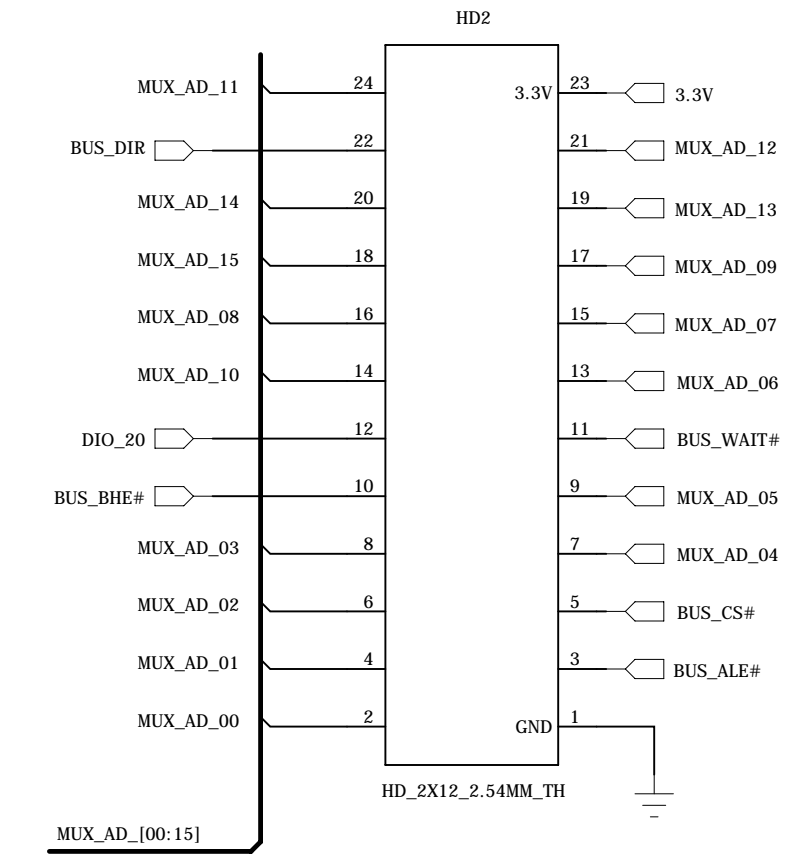 HD2
MUX_AD_11 24 3.3V 23 3.3V
BUS_DIR 22 21 MUX_AD_12
MUX_AD_14 20 19 MUX_AD_13
MUX_AD_15 18 17 MUX_AD_09
MUX_AD_08 16 15 MUX_AD_07
MUX_AD_10 14 13 MUX_AD_06
DIO_20 12 11 BUS_WAIT#
BUS_BHE# 10 9 MUX_AD_05
MUX_AD_03 8 7 MUX_AD_04
MUX_AD_02 6 5 BUS_CS#
MUX_AD_01 4 3 BUS_ALE#
MUX_AD_00 2 GND 1
HD_2X12_2.54MM_TH
MUX_AD_[00:15]